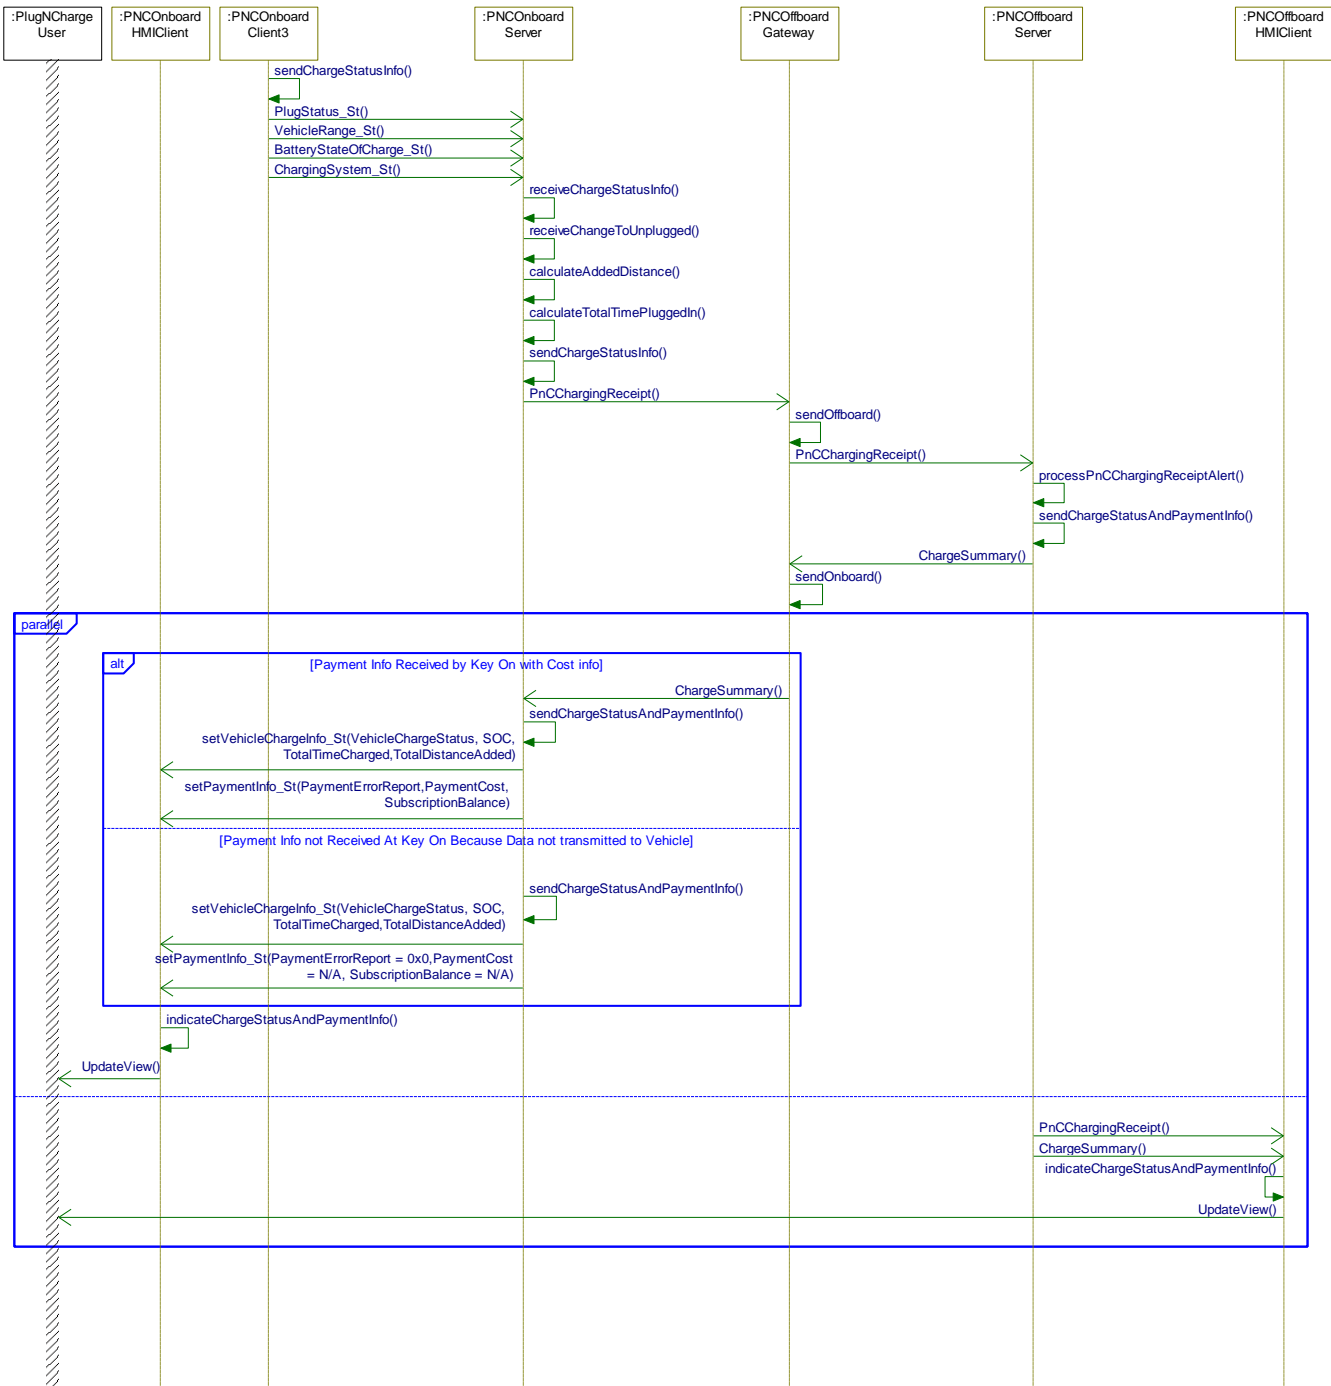 :PlugNCharge
User
:PNCOnboard
HMIClient
:PNCOnboard
Client3
:PNCOnboard
Server
:PNCOffboard
Gateway
:PNCOffboard
Server
:PNCOffboard
HMIClient
sendChargeStatusInfo()
PlugStatus_St()
VehicleRange_St()
BatteryStateOfCharge_St()
ChargingSystem_St()
receiveChargeStatusInfo()
receiveChangeToUnplugged()
calculateAddedDistance()
calculateTotalTimePluggedIn()
sendChargeStatusInfo()
PnCChargingReceipt()
sendOffboard()
PnCChargingReceipt()
processPnCChargingReceiptAlert()
sendChargeStatusAndPaymentInfo()
ChargeSummary()
sendOnboard()
parallel
alt
[Payment Info Received by Key On with Cost info]
ChargeSummary()
sendChargeStatusAndPaymentInfo()
setVehicleChargeInfo_St(VehicleChargeStatus, SOC,
TotalTimeCharged,TotalDistanceAdded)
setPaymentInfo_St(PaymentErrorReport,PaymentCost,
SubscriptionBalance)
[Payment Info not Received At Key On Because Data not transmitted to Vehicle]
sendChargeStatusAndPaymentInfo()
setVehicleChargeInfo_St(VehicleChargeStatus, SOC,
TotalTimeCharged,TotalDistanceAdded)
setPaymentInfo_St(PaymentErrorReport = 0x0,PaymentCost
= N/A, SubscriptionBalance = N/A)
indicateChargeStatusAndPaymentInfo()
UpdateView()
PnCChargingReceipt()
ChargeSummary()
indicateChargeStatusAndPaymentInfo()
UpdateView()